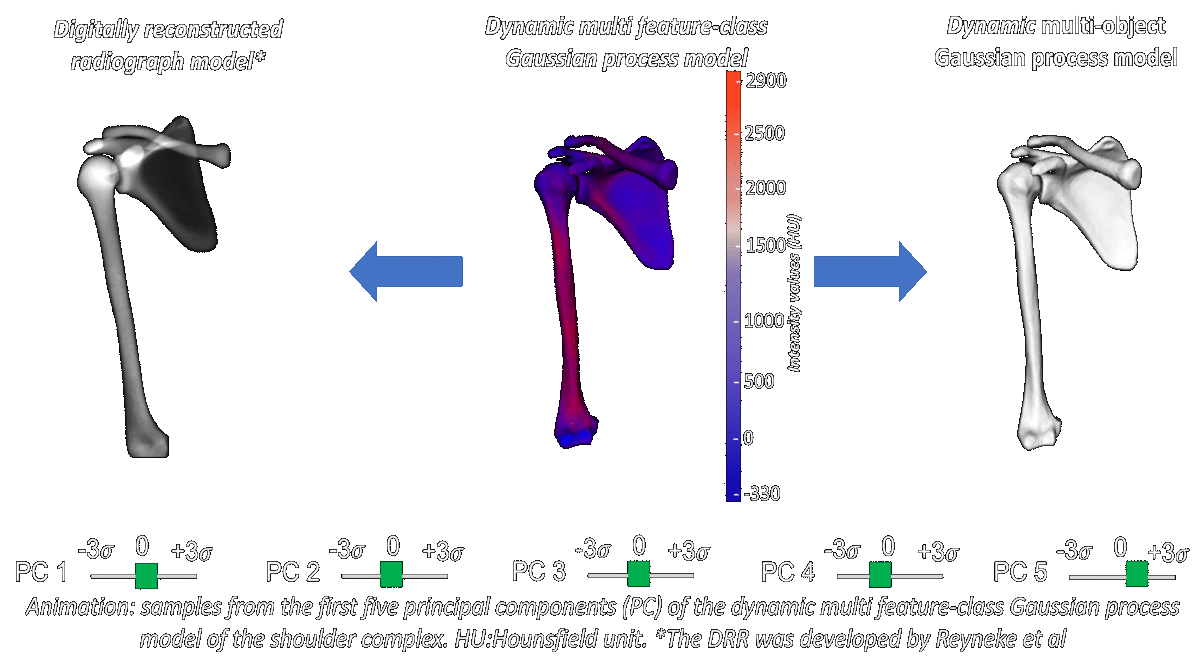 Digitally reconstructed
radiograph model*
Dynamic multi feature-class
Gaussian process model
Dynamic multi-object
Gaussian process model
2900
2500
2000
1500
1000
500
0
-330
Intensity values (HU)
PC 1 -3σ 0 +3σ
PC 2 -3σ 0 +3σ
PC 3 -3σ 0 +3σ
PC 4 -3σ 0 +3σ
PC 5 -3σ 0 +3σ
Animation: samples from the first five principal components (PC) of the dynamic multi feature-class Gaussian process
model of the shoulder complex. HU:Hounsfield unit. *The DRR was developed by Reyneke et al